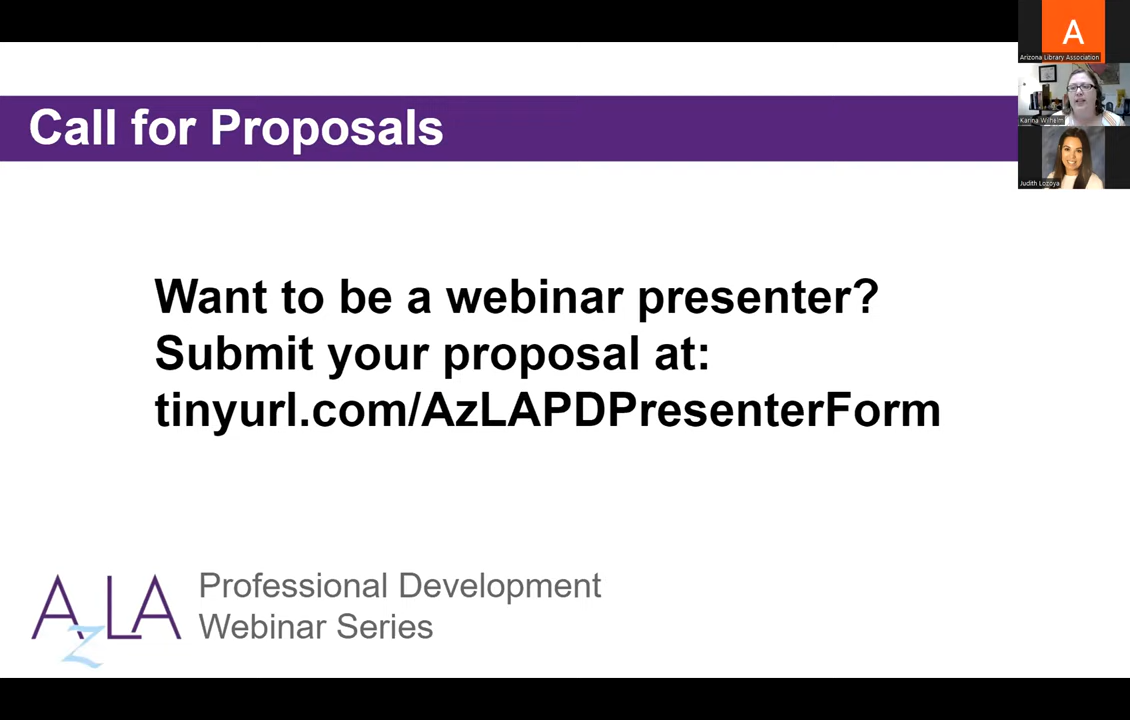 Call for Proposals
Want to be a webinar presenter?
Submit your proposal at:
tinyurl.com/AzLAPDPresenterForm
AzLA
Professional Development
Webinar Series
A
Arizona Library Association
Karina Wilhelm
Judith Lozoya